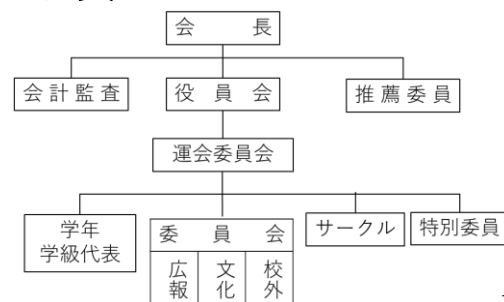 会長
会計監査
役員会
推薦委員
運会委員会
学年
学級代表
委員会
サークル
特別委員
広報
文化
校外